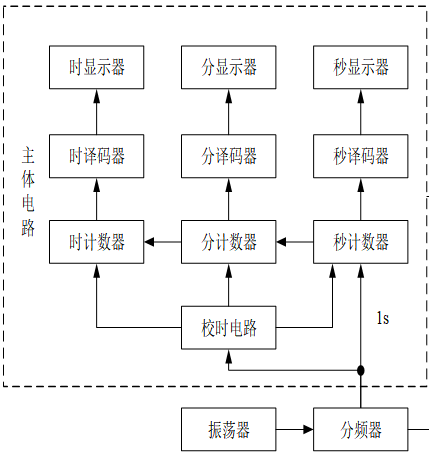 时显示器
分显示器
秒显示器
时译码器
分译码器
秒译码器
主体电路
时计数器
分计数器
秒计数器
校时电路
1s
振荡器
分频器